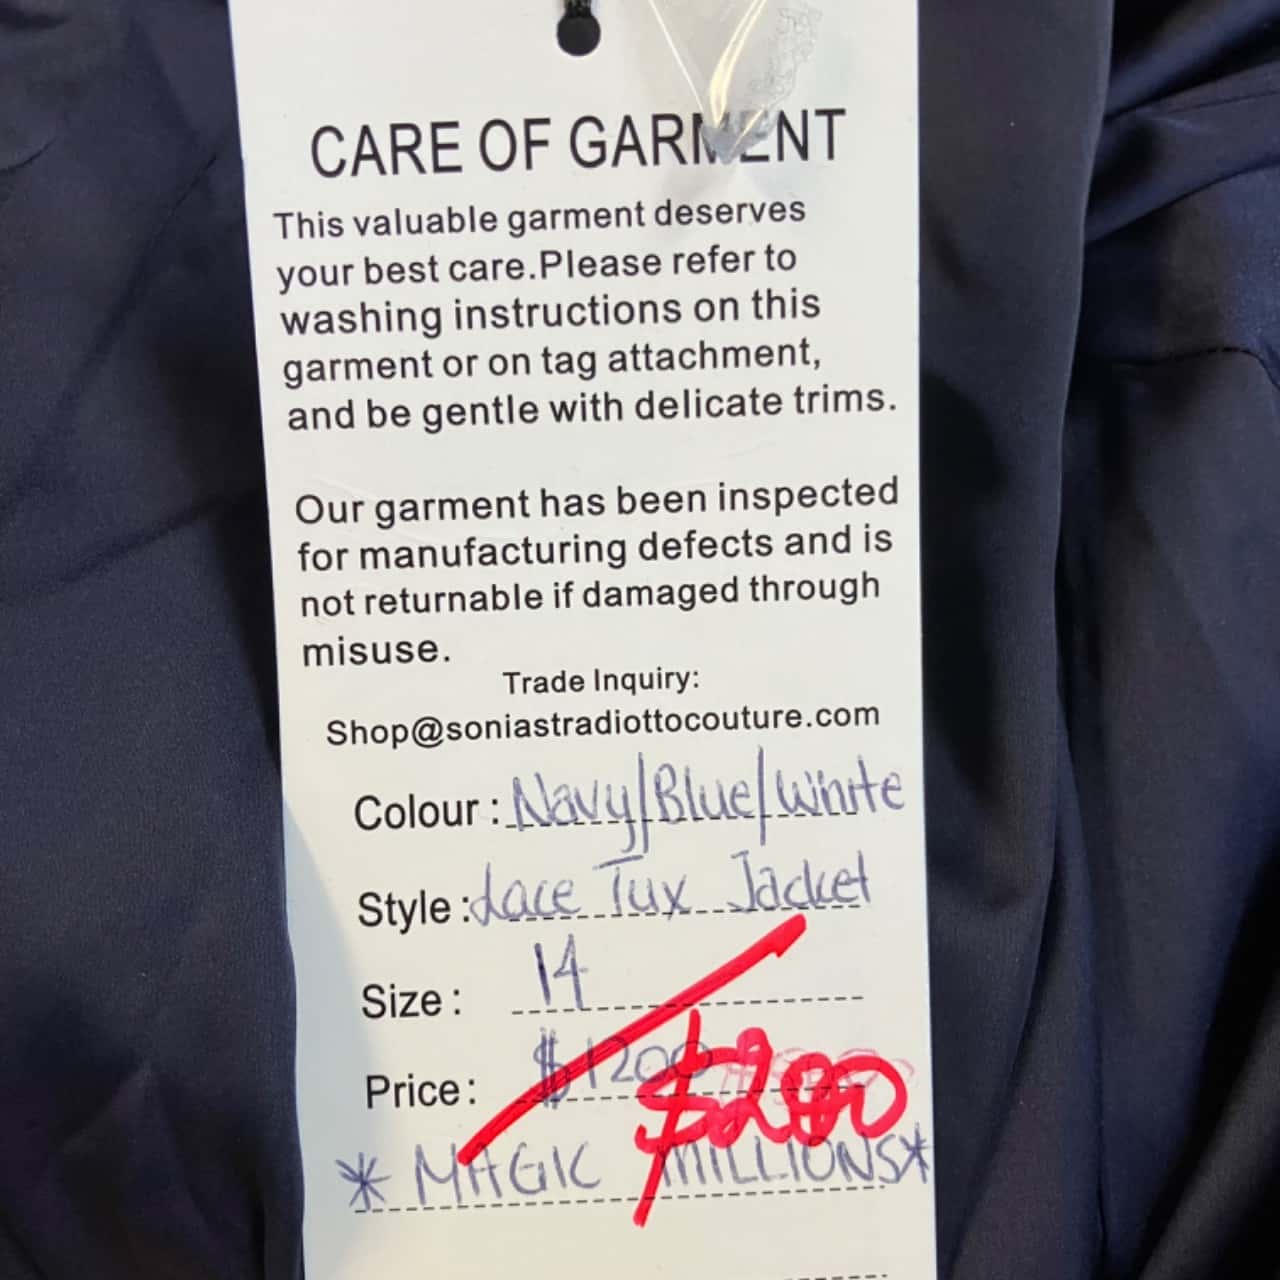 CARE OF GARMENT
This valuable garment deserves
your best care.Please refer to
washing instructions on this
garment or on tag attachment,
and be gentle with delicate trims.
Our garment has been inspected
for manufacturing defects and is
not returnable if damaged through
misuse.
Trade Inquiry:
Shop@soniastradiottocouture.com
Colour: Navy/Blue/White
Style: Lace Tux Jacket
Size: 14
Price: $1200 $200
* MAGIC MILLIONS *